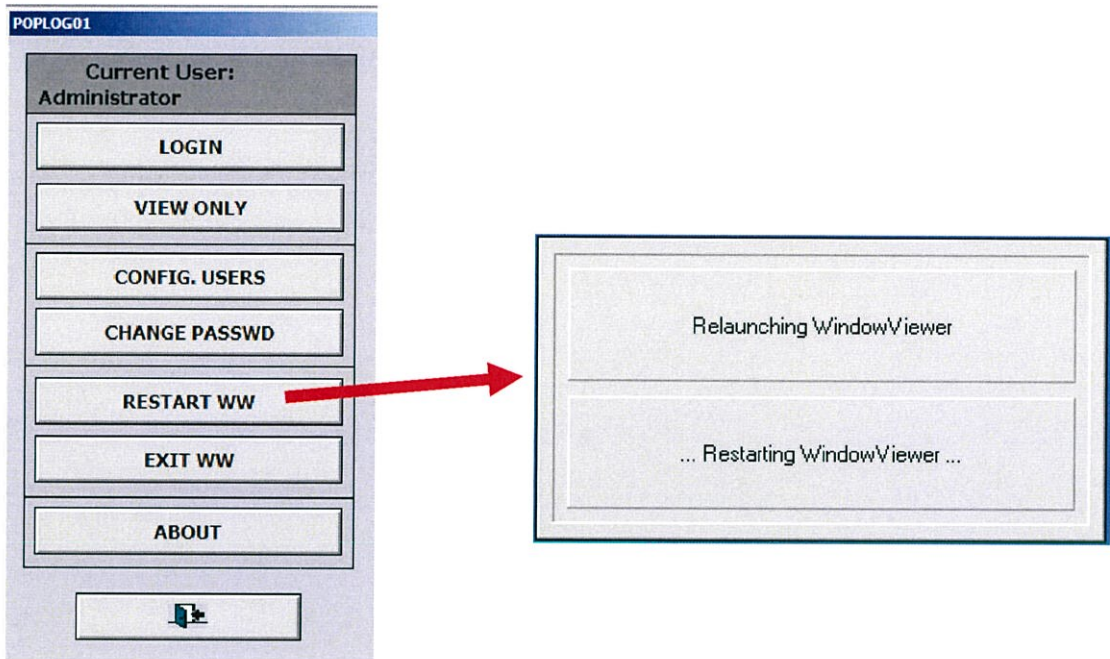 POPLOG01
Current User:
Administrator
LOGIN
VIEW ONLY
CONFIG. USERS
CHANGE PASSWD
RESTART WW
EXIT WW
ABOUT
Relaunching WindowViewer
... Restarting WindowViewer ...